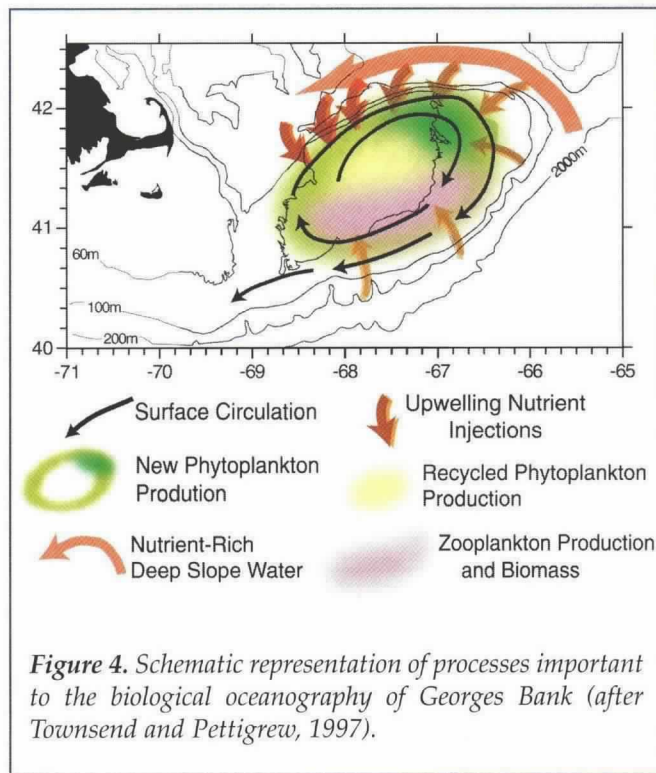 42
41
40
2000m
60m
100m
200m
-71 -70 -69 -68 -67 -66 -65
Surface Circulation
Upwelling Nutrient
Injections
New Phytoplankton
Prodution
Recycled Phytoplankton
Production
Nutrient-Rich
Deep Slope Water
Zooplankton Production
and Biomass
Figure 4. Schematic representation of processes important
to the biological oceanography of Georges Bank (after
Townsend and Pettigrew, 1997).